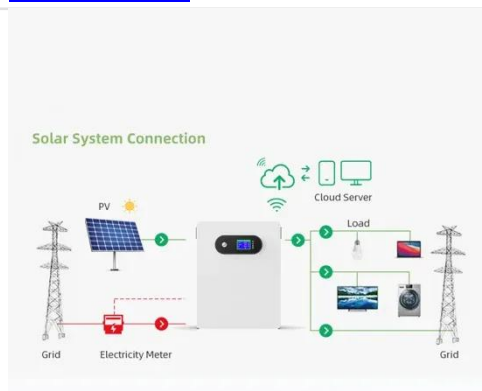 Solar System Connection
Cloud Server
PV
Load
Grid
Electricity Meter
Grid